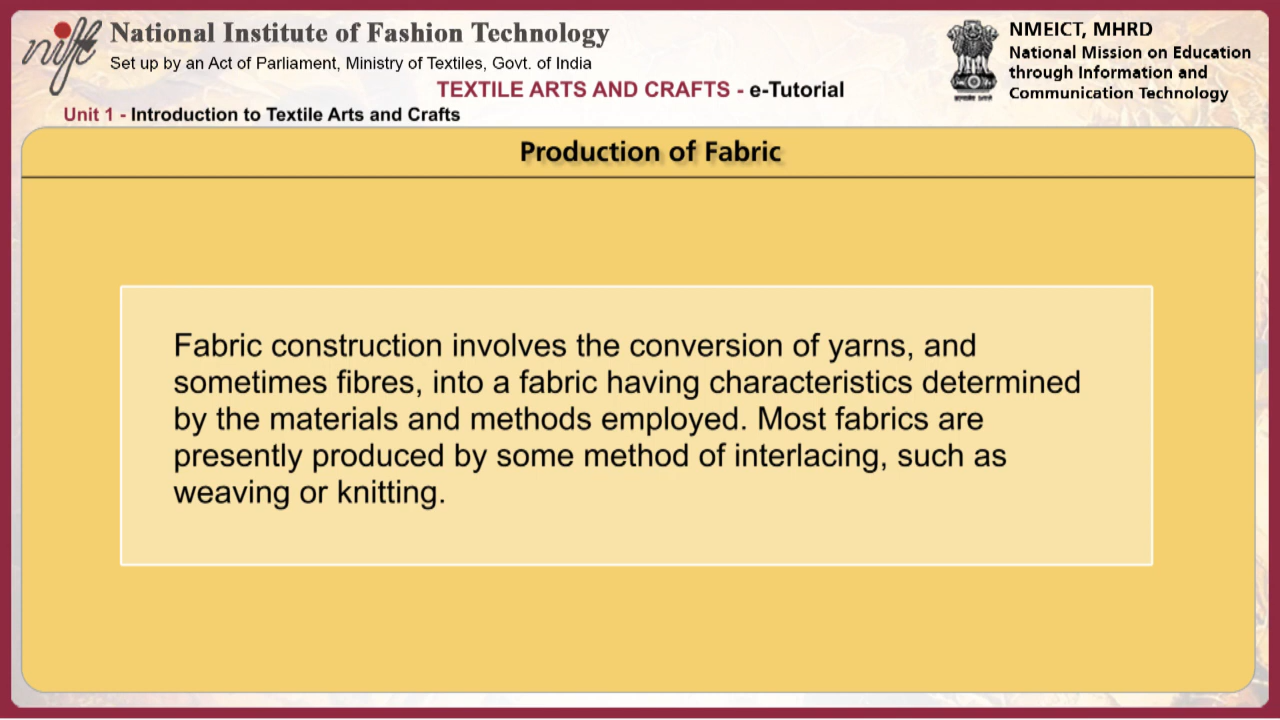 nift
National Institute of Fashion Technology
Set up by an Act of Parliament, Ministry of Textiles, Govt. of India
NMEICT, MHRD
National Mission on Education
through Information and
Communication Technology
TEXTILE ARTS AND CRAFTS - e-Tutorial
Unit 1 - Introduction to Textile Arts and Crafts
Production of Fabric
Fabric construction involves the conversion of yarns, and
sometimes fibres, into a fabric having characteristics determined
by the materials and methods employed. Most fabrics are
presently produced by some method of interlacing, such as
weaving or knitting.